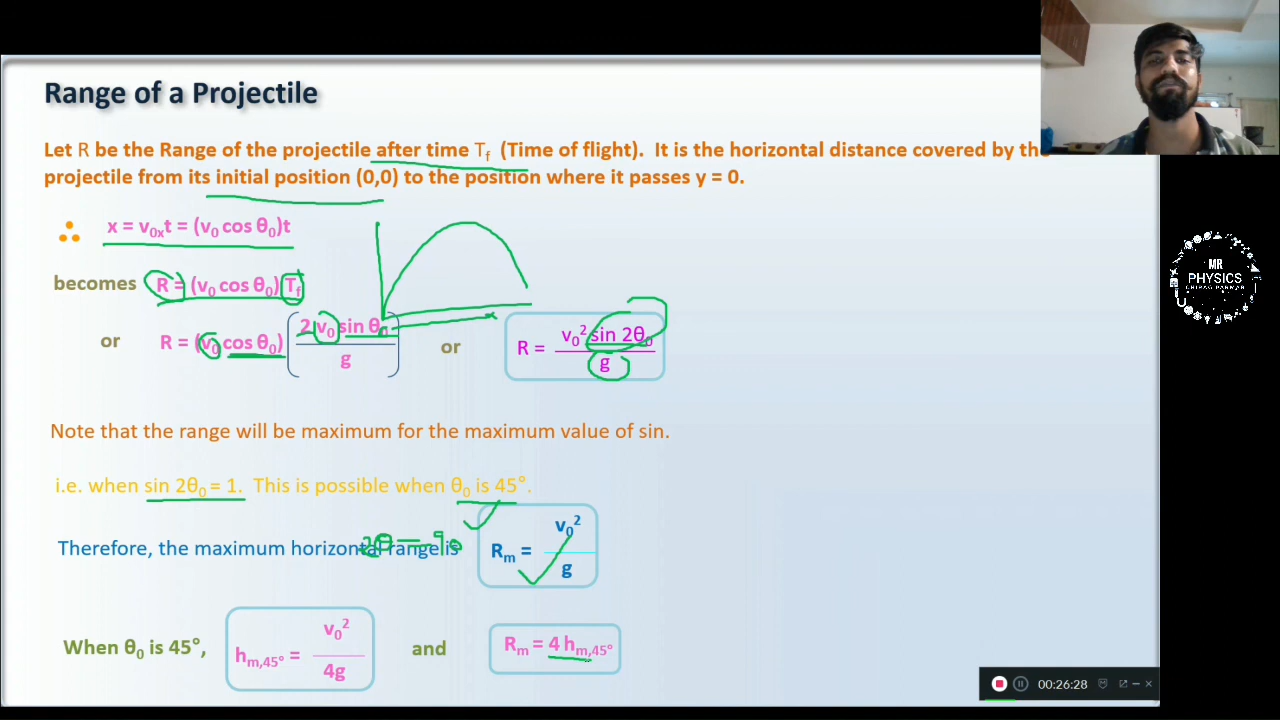 Range of a Projectile
Let R be the Range of the projectile after time Tf (Time of flight). It is the horizontal distance covered by the
projectile from its initial position (0,0) to the position where it passes y = 0.
∴ x = v₀ₓt = (v₀ cos θ₀)t
becomes R = (v₀ cos θ₀) Tf
or R = (v₀ cos θ₀) (2 v₀ sin θ₀ / g) or R = v₀² sin 2θ₀ / g
Note that the range will be maximum for the maximum value of sin.
i.e. when sin 2θ₀ = 1. This is possible when θ₀ is 45°.
2θ = 90
Therefore, the maximum horizontal range is Rm = v₀² / g
When θ₀ is 45°, hm,45° = v₀² / 4g and Rm = 4 hm,45°
MR
PHYSICS
CHIRAG PARMAR
00:26:28